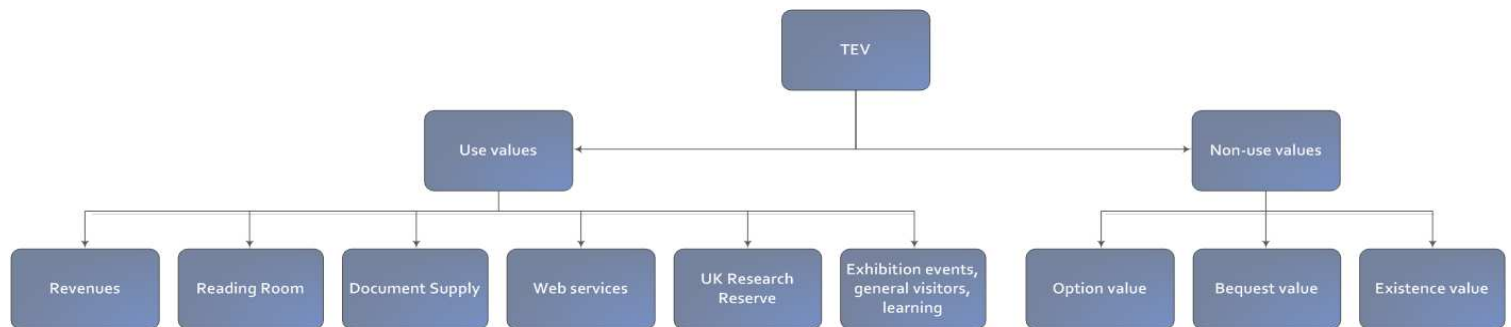 TEV
Use values
Non-use values
Revenues
Reading Room
Document Supply
Web services
UK Research
Reserve
Exhibition events,
general visitors,
learning
Option value
Bequest value
Existence value